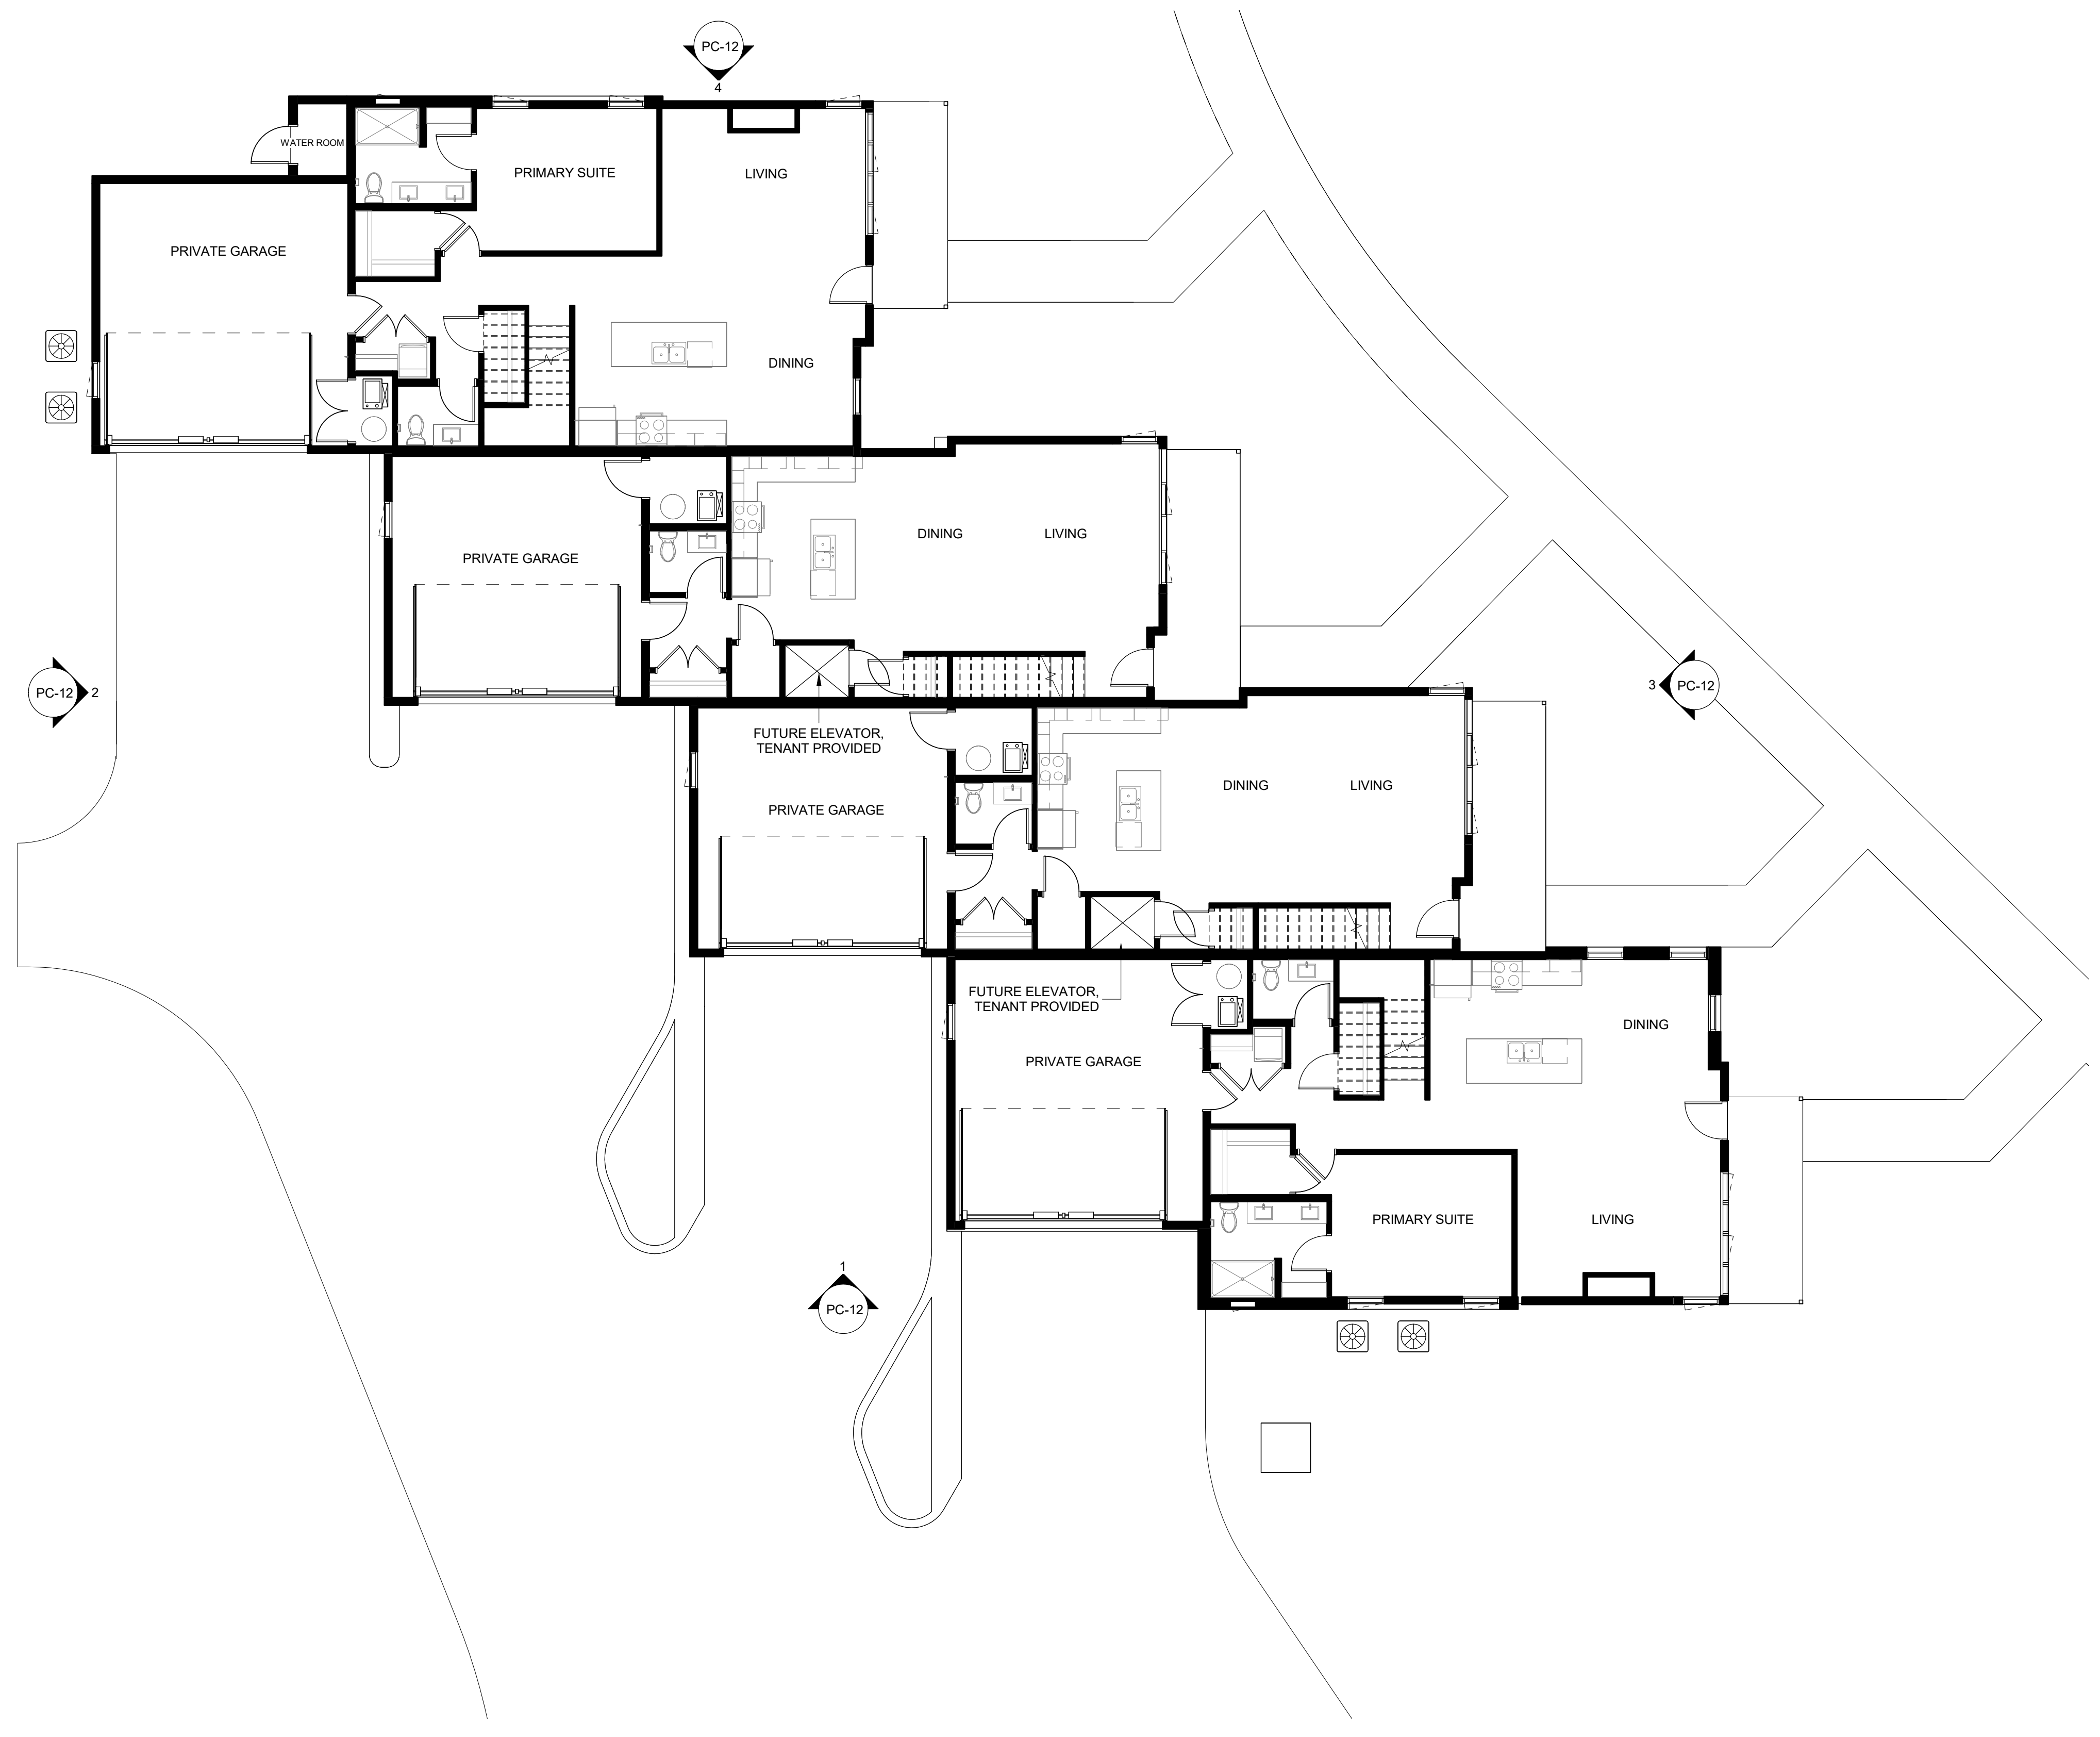 PC-12
4
WATER ROOM
PRIMARY SUITE
LIVING
PRIVATE GARAGE
DINING
DINING
LIVING
PRIVATE GARAGE
PC-12
2
3
PC-12
FUTURE ELEVATOR,
TENANT PROVIDED
DINING
LIVING
PRIVATE GARAGE
FUTURE ELEVATOR,
TENANT PROVIDED
DINING
PRIVATE GARAGE
PRIMARY SUITE
LIVING
1
PC-12